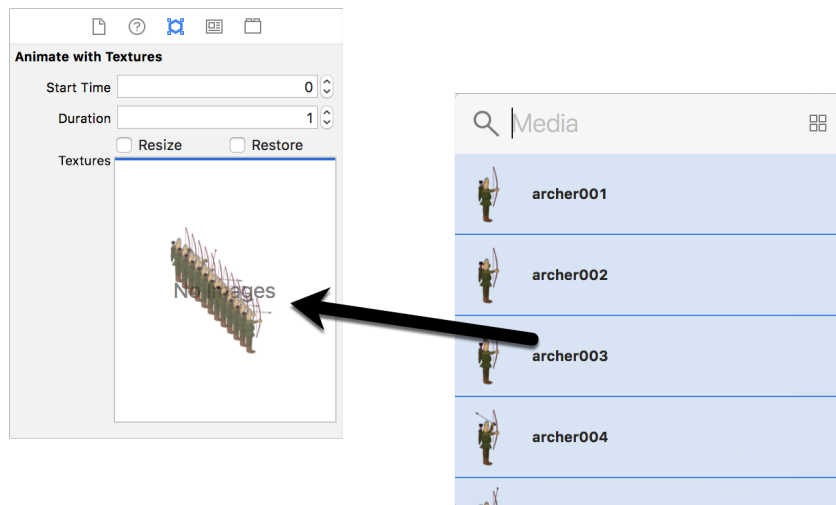 Animate with Textures
Start Time 0
Duration 1
Resize Restore
Textures
No Images
Media
archer001
archer002
archer003
archer004